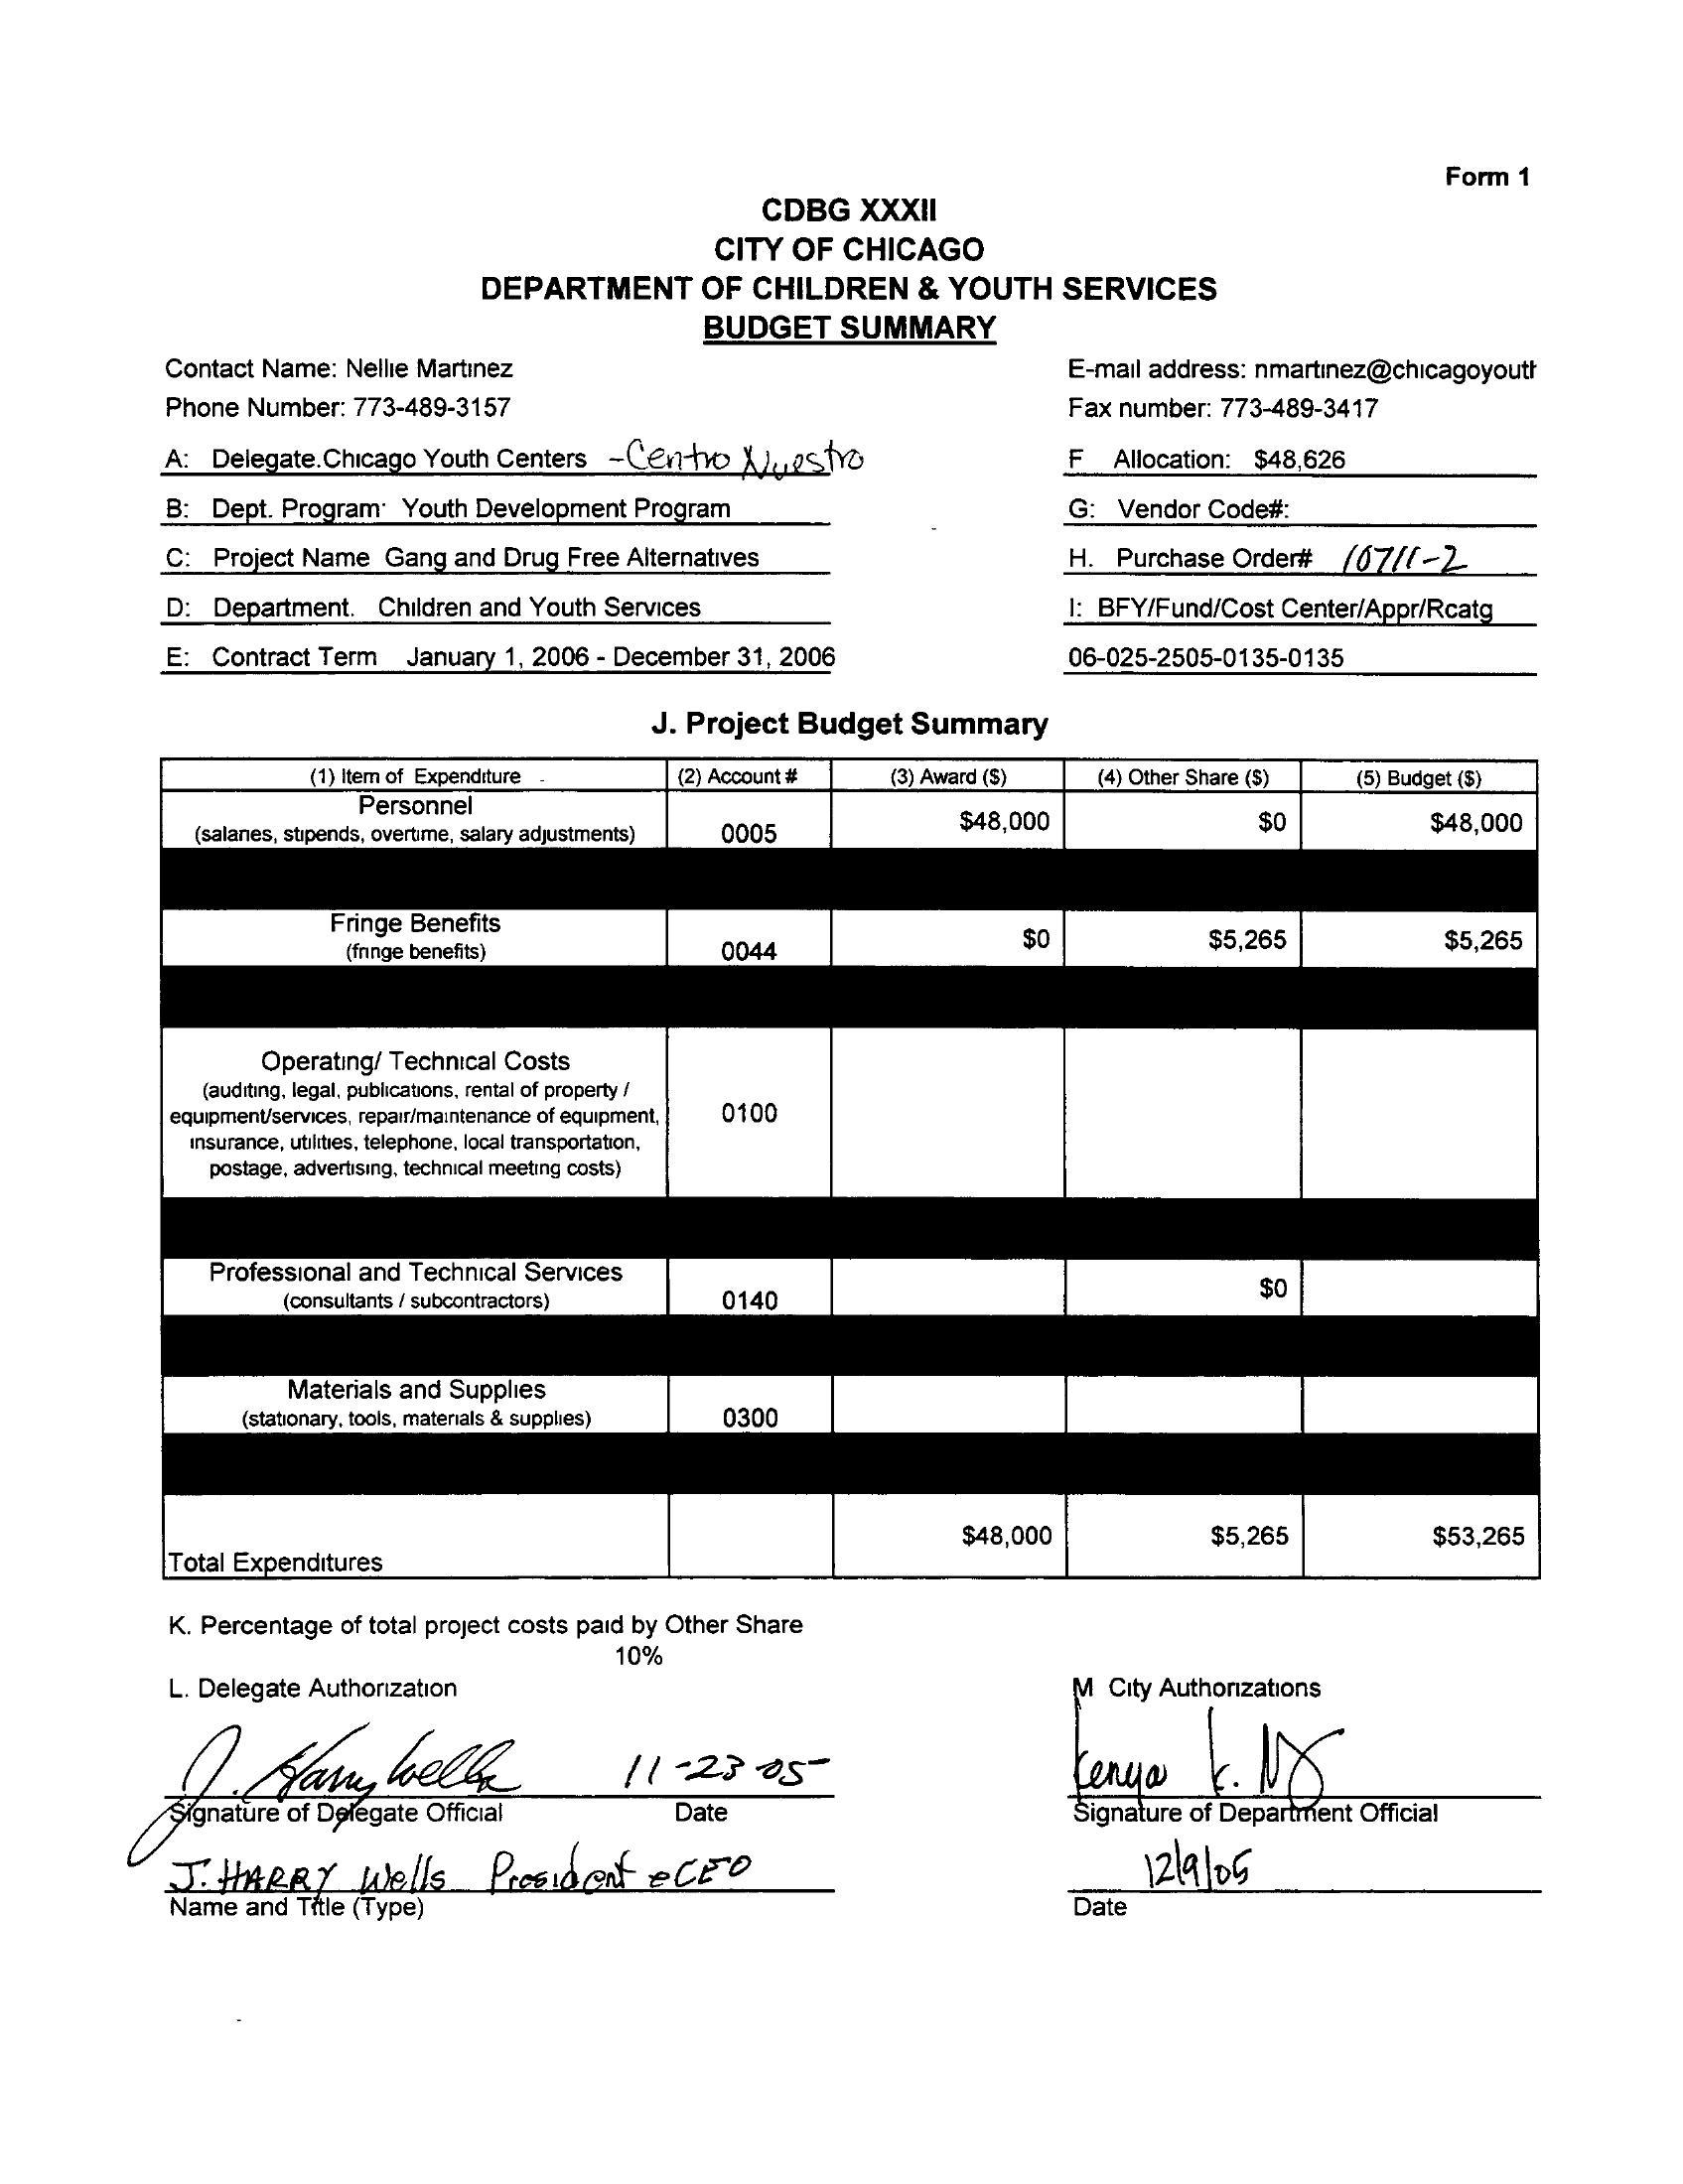 Form 1
CDBG XXXII
CITY OF CHICAGO
DEPARTMENT OF CHILDREN & YOUTH SERVICES
BUDGET SUMMARY
Contact Name: Nellie Martinez
E-mail address: nmartinez@chicagoyouth
Phone Number: 773-489-3157
Fax number: 773-489-3417
A: Delegate.Chicago Youth Centers -Centro Nuestro
F Allocation: $48,626
B: Dept. Program Youth Development Program
G: Vendor Code#:
C: Project Name Gang and Drug Free Alternatives
H. Purchase Order# 10711-2
D: Department. Children and Youth Services
I: BFY/Fund/Cost Center/Appr/Rcatg
E: Contract Term January 1, 2006 - December 31, 2006
06-025-2505-0135-0135
J. Project Budget Summary
(1) Item of Expenditure (2) Account # (3) Award ($) (4) Other Share ($) (5) Budget ($)
Personnel
(salaries, stipends, overtime, salary adjustments) 0005 $48,000 $0 $48,000
Fringe Benefits
(fringe benefits) 0044 $0 $5,265 $5,265
Operating/ Technical Costs
(auditing, legal, publications, rental of property /
equipment/services, repair/maintenance of equipment, 0100
insurance, utilities, telephone, local transportation,
postage, advertising, technical meeting costs)
Professional and Technical Services
(consultants / subcontractors) 0140 $0
Materials and Supplies
(stationary, tools, materials & supplies) 0300
Total Expenditures $48,000 $5,265 $53,265
K. Percentage of total project costs paid by Other Share
10%
L. Delegate Authorization
M City Authorizations
J. Harry Wells 11-23-05
Kenya K.
Signature of Delegate Official Date
Signature of Department Official
J. HARRY Wells President & CEO
12/9/05
Name and Title (Type)
Date